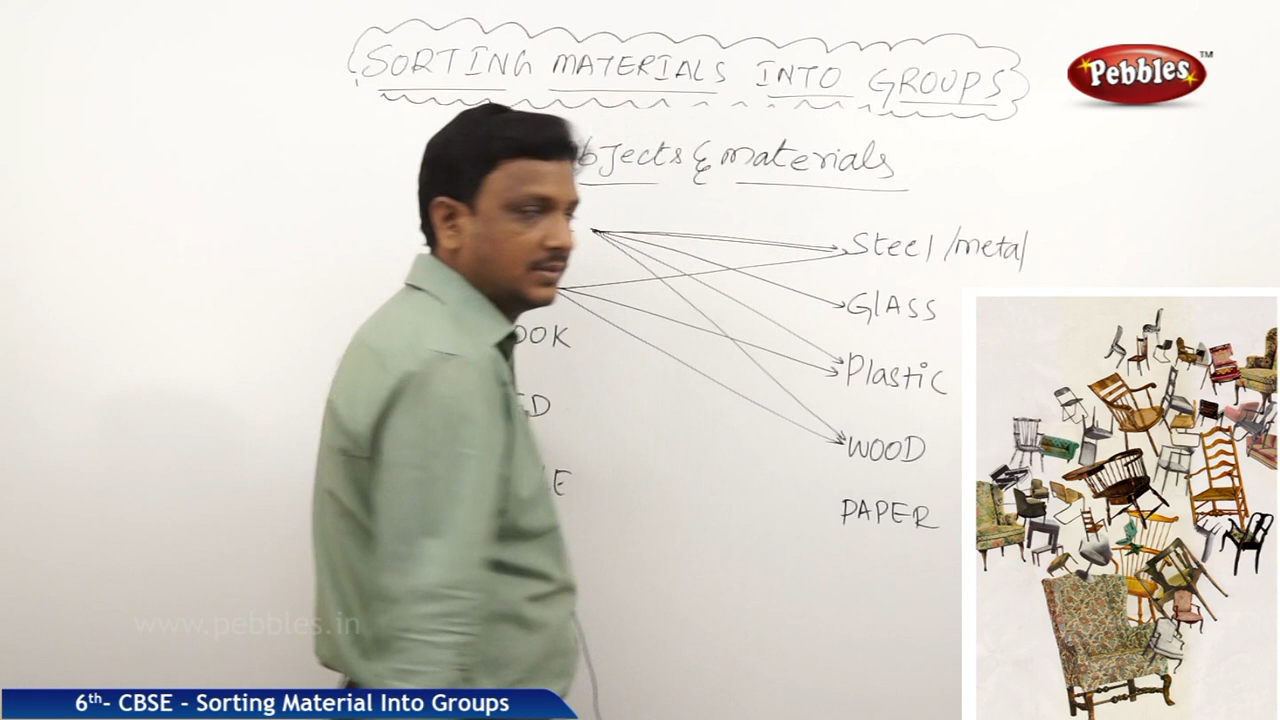 SORTING MATERIALS INTO GROUPS
Pebbles™
bjects & materials
Steel/metal
Glass
Plastic
OOK
WOOD
PAPER
www.pebbles.in
6th- CBSE - Sorting Material Into Groups